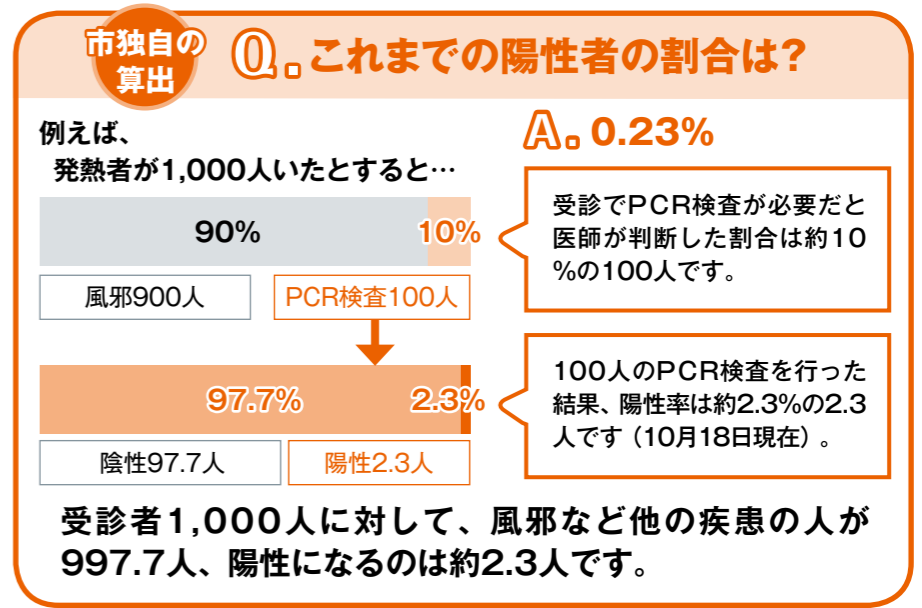 市独自の
算出
Q.これまでの陽性者の割合は?
例えば、
発熱者が1,000人いたとすると…
90%
10%
風邪900人
PCR検査100人
97.7%
2.3%
陰性97.7人
陽性2.3人
A.0.23%
受診でPCR検査が必要だと
医師が判断した割合は約10
%の100人です。
100人のPCR検査を行った
結果、陽性率は約2.3%の2.3
人です（10月18日現在）。
受診者1,000人に対して、風邪など他の疾患の人が
997.7人、陽性になるのは約2.3人です。